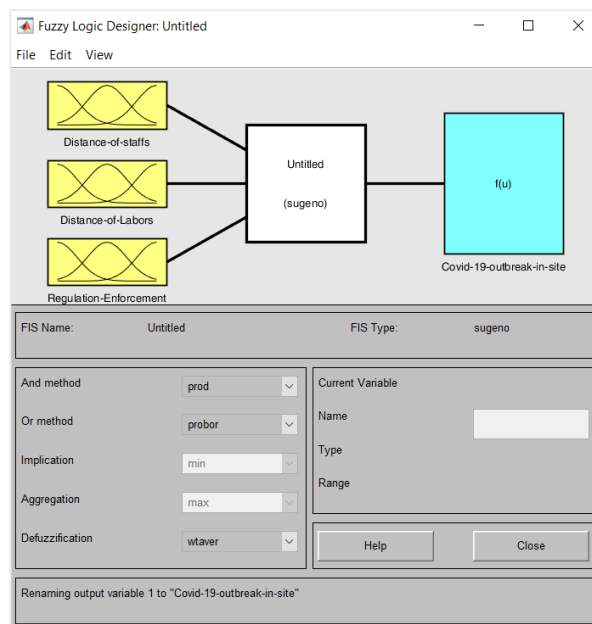 Fuzzy Logic Designer: Untitled
File Edit View
Distance-of-staffs
Distance-of-Labors
Regulation-Enforcement
Untitled
(sugeno)
f(u)
Covid-19-outbreak-in-site
FIS Name: Untitled FIS Type: sugeno
And method prod
Or method probor
Implication min
Aggregation max
Defuzzification wtaver
Current Variable
Name
Type
Range
Help Close
Renaming output variable 1 to "Covid-19-outbreak-in-site"